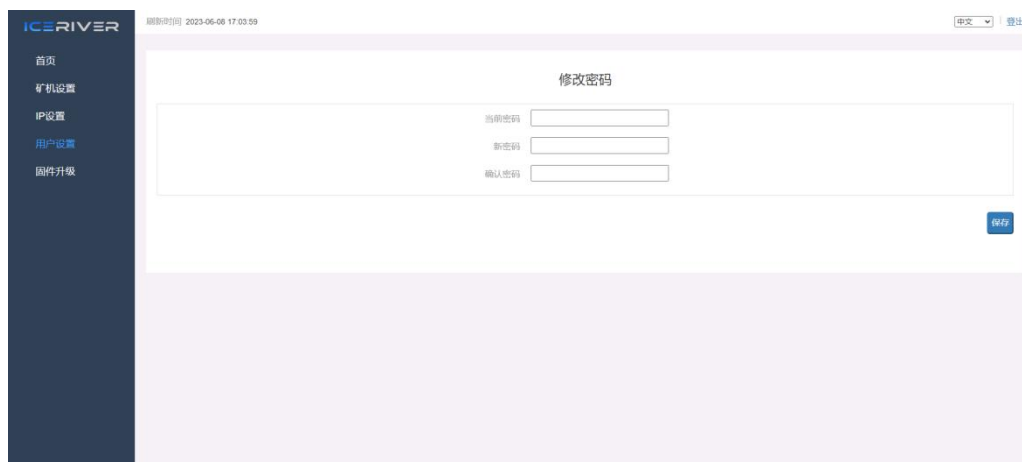 ICERIVER
刷新时间 2023-06-08 17:03:59
中文
登出
首页
矿机设置
IP设置
用户设置
固件升级
修改密码
当前密码
新密码
确认密码
保存